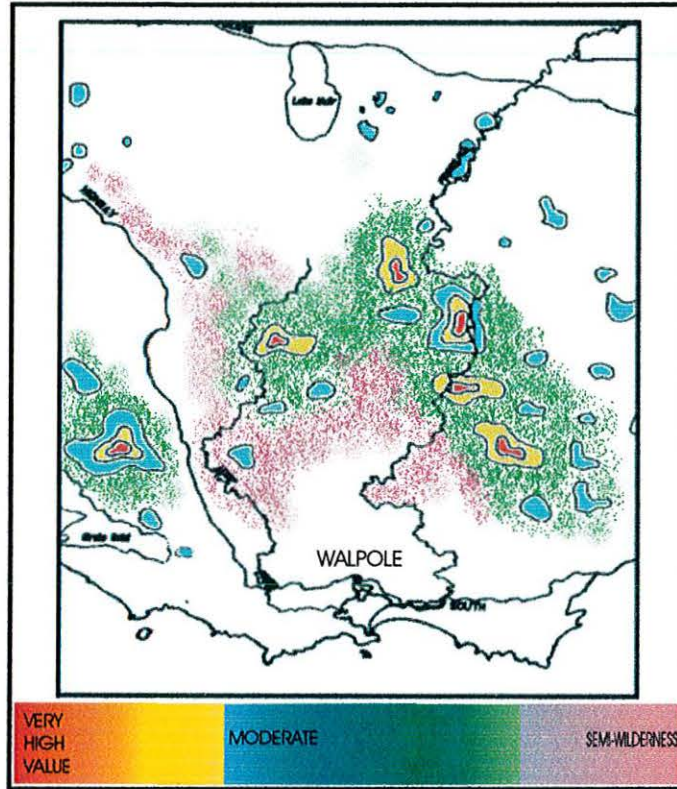 Lake Muir
WALPOLE
SOUTH
VERY
HIGH
VALUE
MODERATE
SEMI-WILDERNESS